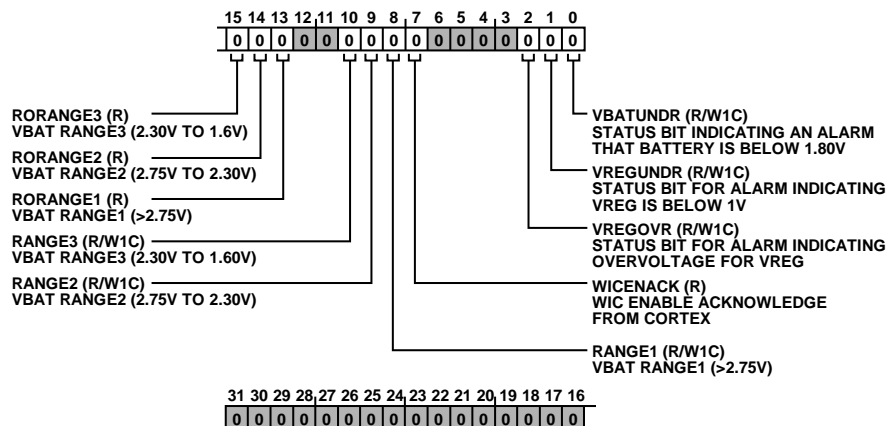 15 14 13 12 11 10 9 8 7 6 5 4 3 2 1 0
0 0 0 0 0 0 0 0 0 0 0 0 0 0 0 0
RORANGE3 (R)
VBAT RANGE3 (2.30V TO 1.6V)
RORANGE2 (R)
VBAT RANGE2 (2.75V TO 2.30V)
RORANGE1 (R)
VBAT RANGE1 (>2.75V)
RANGE3 (R/W1C)
VBAT RANGE3 (2.30V TO 1.60V)
RANGE2 (R/W1C)
VBAT RANGE2 (2.75V TO 2.30V)
VBATUNDR (R/W1C)
STATUS BIT INDICATING AN ALARM
THAT BATTERY IS BELOW 1.80V
VREGUNDR (R/W1C)
STATUS BIT FOR ALARM INDICATING
VREG IS BELOW 1V
VREGOVR (R/W1C)
STATUS BIT FOR ALARM INDICATING
OVERVOLTAGE FOR VREG
WICENACK (R)
WIC ENABLE ACKNOWLEDGE
FROM CORTEX
RANGE1 (R/W1C)
VBAT RANGE1 (>2.75V)
31 30 29 28 27 26 25 24 23 22 21 20 19 18 17 16
0 0 0 0 0 0 0 0 0 0 0 0 0 0 0 0